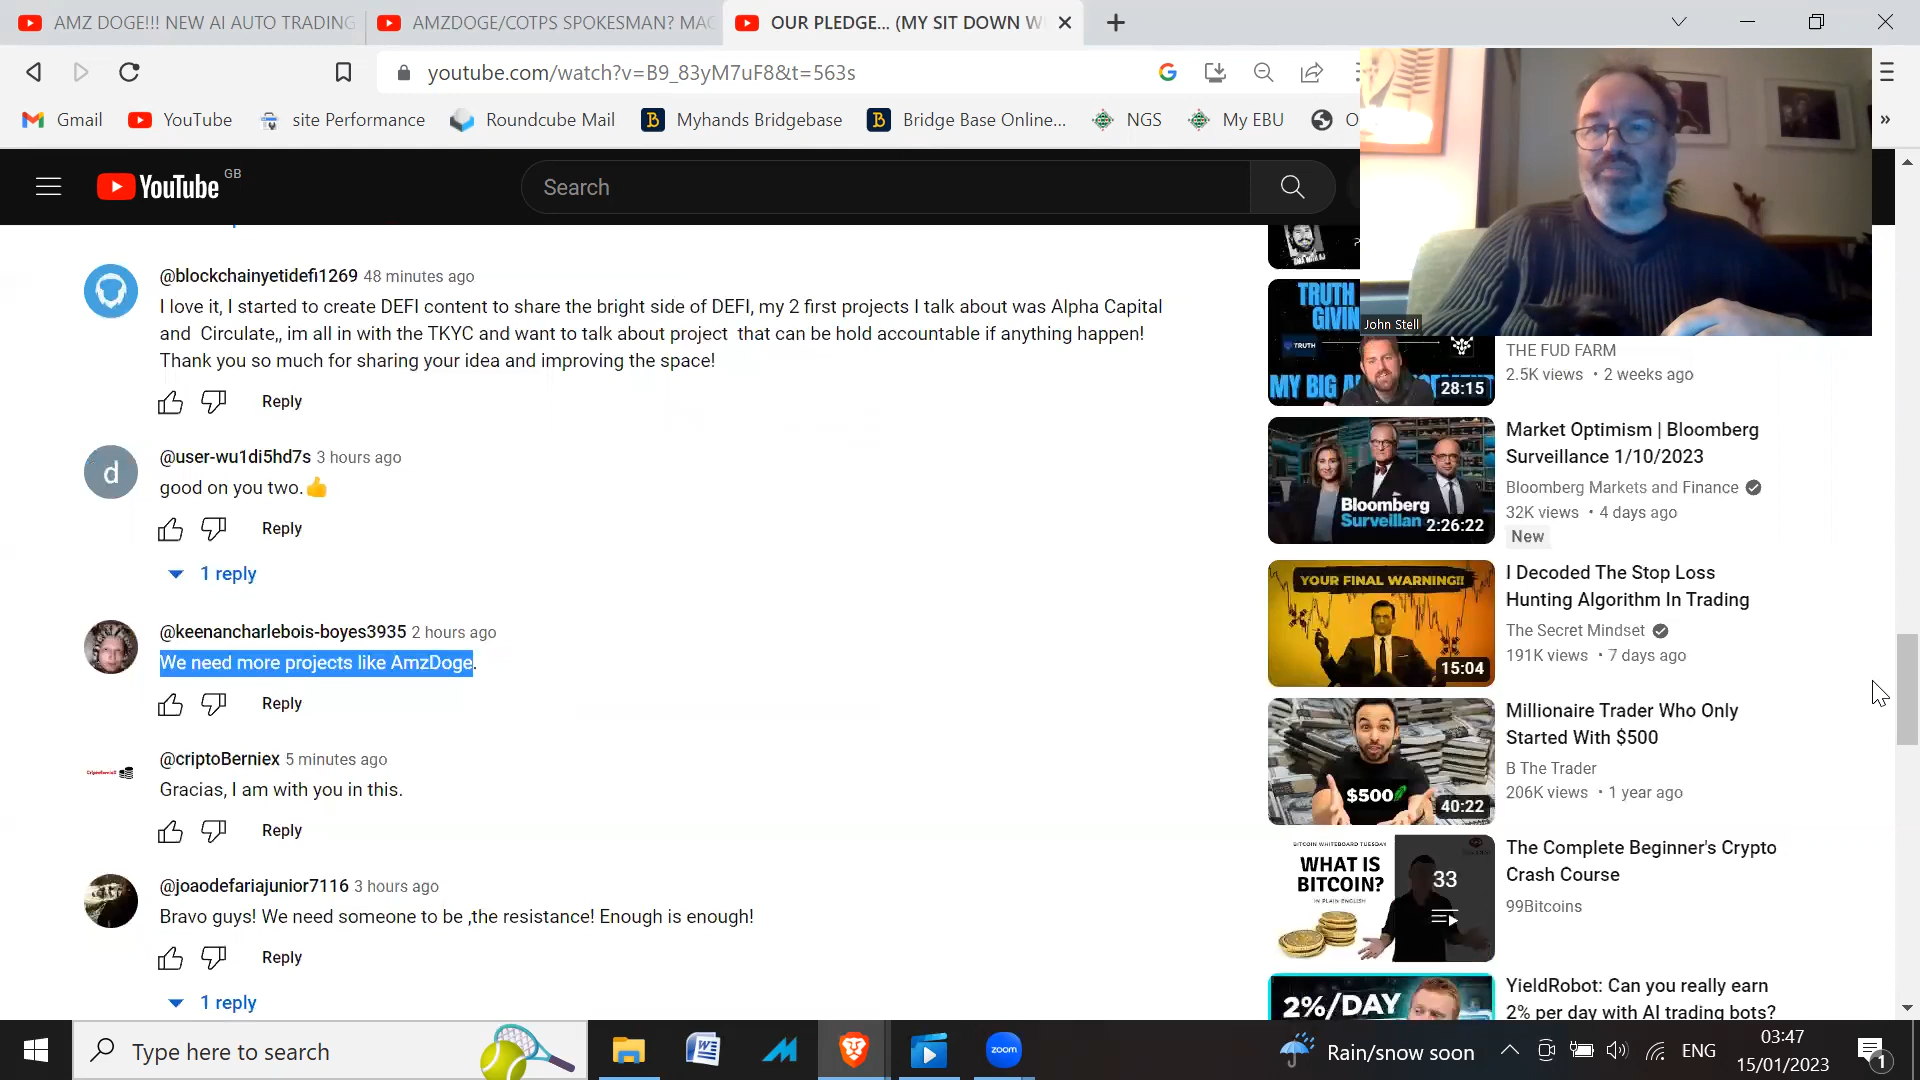 AMZ DOGE!!! NEW AI AUTO TRADING
AMZDOGE/COTPS SPOKESMAN? MAC
OUR PLEDGE... (MY SIT DOWN W
youtube.com/watch?v=B9_83yM7uF8&t=563s
Gmail
YouTube
site Performance
Roundcube Mail
Myhands Bridgebase
Bridge Base Online...
NGS
My EBU
O
»
YouTube
GB
Search
John Stell
@blockchainyetidefi1269 48 minutes ago
I love it, I started to create DEFI content to share the bright side of DEFI, my 2 first projects I talk about was Alpha Capital
and Circulate,, im all in with the TKYC and want to talk about project that can be hold accountable if anything happen!
Thank you so much for sharing your idea and improving the space!
Reply
d
@user-wu1di5hd7s 3 hours ago
good on you two.👍
Reply
1 reply
@keenancharlebois-boyes3935 2 hours ago
We need more projects like AmzDoge.
Reply
@criptoBerniex 5 minutes ago
Gracias, I am with you in this.
Reply
@joaodefariajunior7116 3 hours ago
Bravo guys! We need someone to be ,the resistance! Enough is enough!
Reply
1 reply
TRUTH
GIVIN
TRUTH
28:15
THE FUD FARM
2.5K views • 2 weeks ago
Bloomberg
Surveillan
2:26:22
Market Optimism | Bloomberg
Surveillance 1/10/2023
Bloomberg Markets and Finance
32K views • 4 days ago
New
YOUR FINAL WARNING!!
15:04
I Decoded The Stop Loss
Hunting Algorithm In Trading
The Secret Mindset
191K views • 7 days ago
$500
40:22
Millionaire Trader Who Only
Started With $500
B The Trader
206K views • 1 year ago
BITCOIN WHITEBOARD TUESDAY
WHAT IS
BITCOIN?
IN PLAIN ENGLISH
33
The Complete Beginner's Crypto
Crash Course
99Bitcoins
2%/DAY
YieldRobot: Can you really earn
2% per day with AI trading bots?
Type here to search
zoom
Rain/snow soon
ENG
03:47
15/01/2023
1